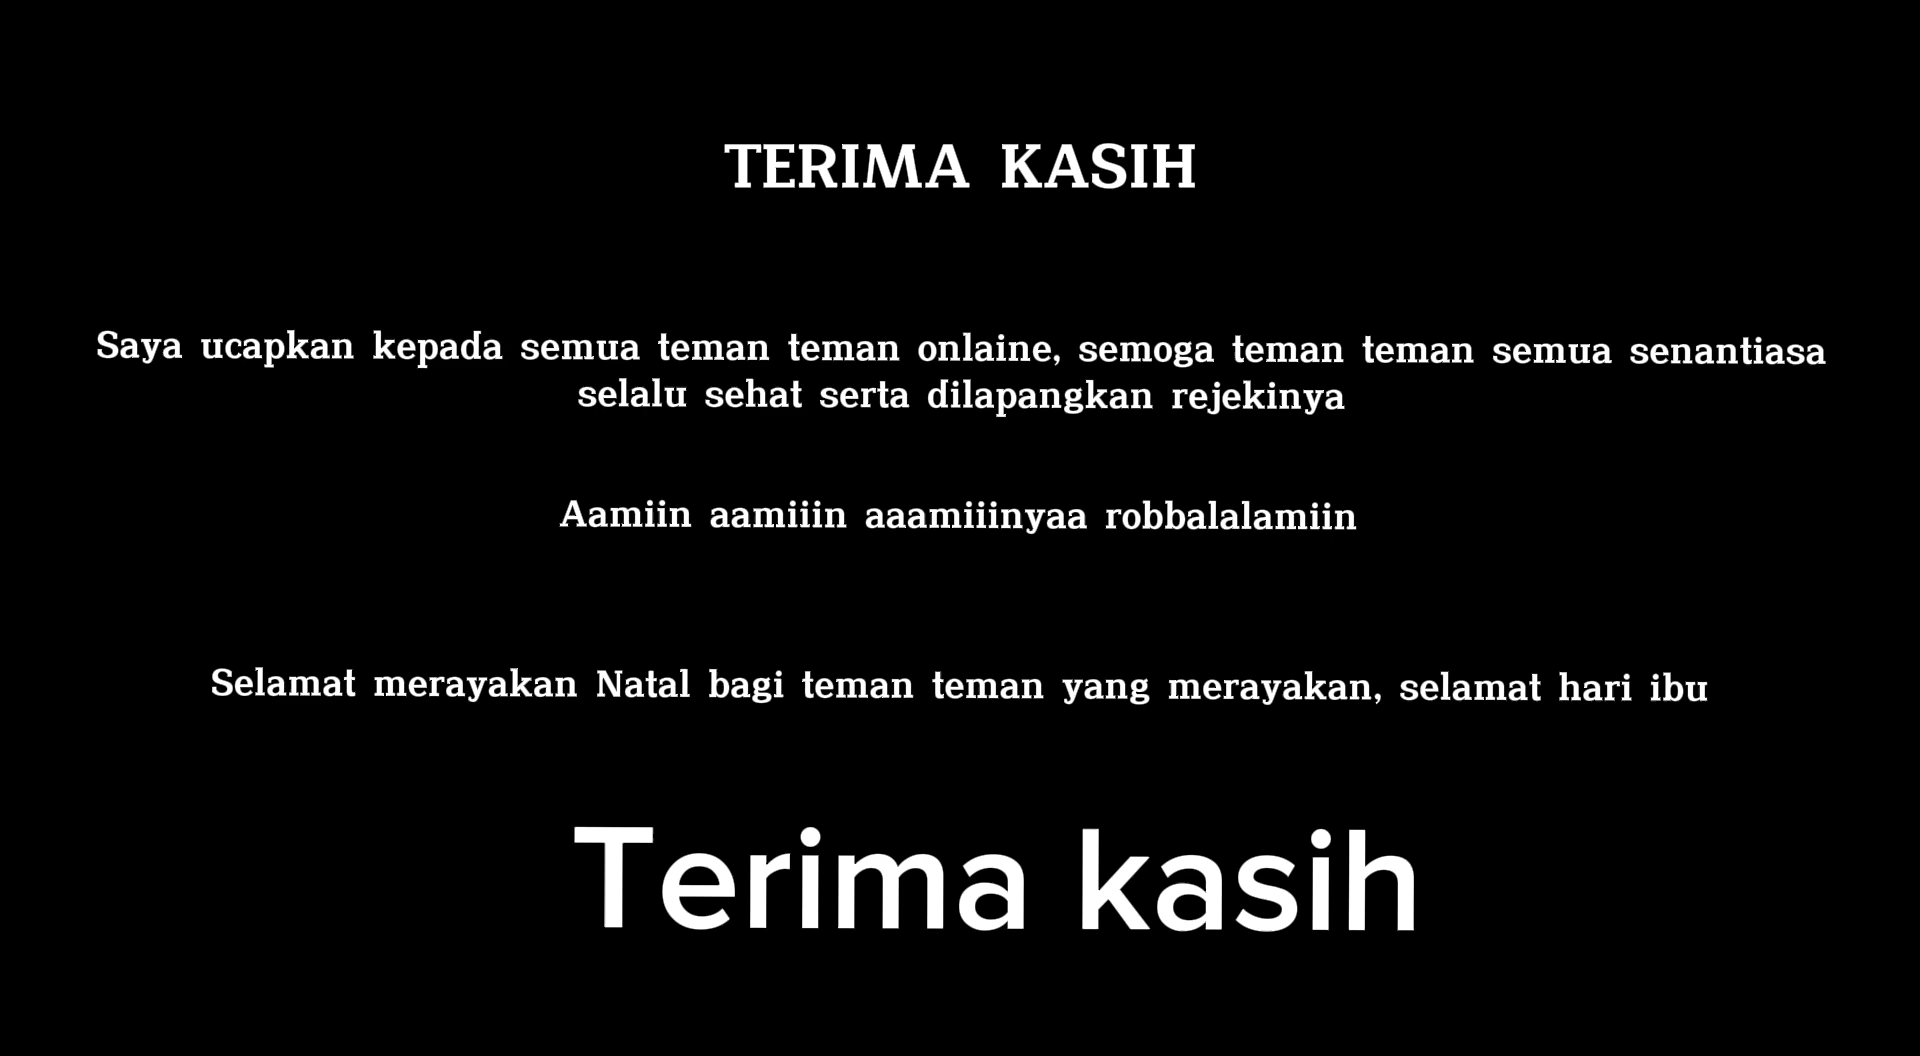 TERIMA KASIH
Saya ucapkan kepada semua teman teman onlaine, semoga teman teman semua senantiasa
selalu sehat serta dilapangkan rejekinya
Aamiin aamiiin aaamiiinyaa robbalalamiin
Selamat merayakan Natal bagi teman teman yang merayakan, selamat hari ibu
Terima kasih